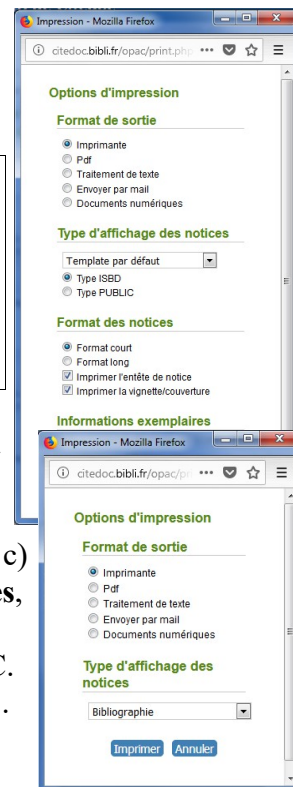 Impression - Mozilla Firefox
citedoc.bibli.fr/opac/print.php
Options d'impression
Format de sortie
Imprimante
Pdf
Traitement de texte
Envoyer par mail
Documents numériques
Type d'affichage des notices
Template par défaut
Type ISBD
Type PUBLIC
Format des notices
Format court
Format long
Imprimer l'entête de notice
Imprimer la vignette/couverture
Informations exemplaires
Impression - Mozilla Firefox
citedoc.bibli.fr/opac/p
Options d'impression
c)
Format de sortie
es,
Imprimante
Pdf
Traitement de texte
Envoyer par mail
Documents numériques
C.
Type d'affichage des
notices
.
Bibliographie
Imprimer Annuler